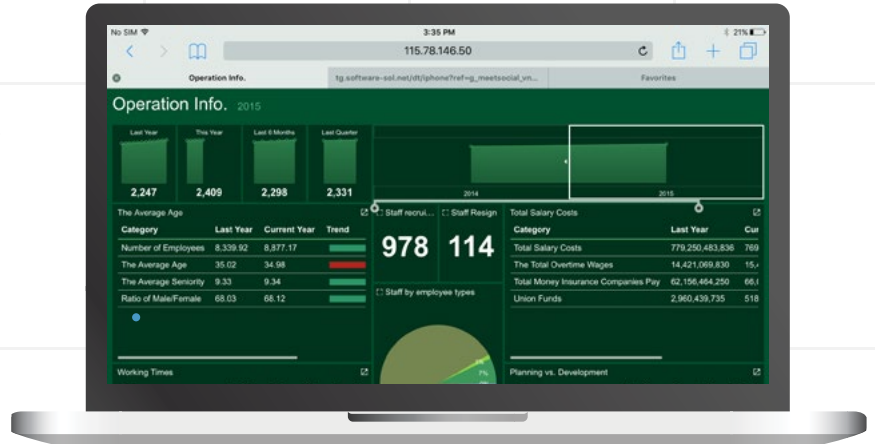 No SIM 3:35 PM 21%
115.78.146.50
Operation Info. tg.software-sol.net/dt/iphone?ref=g_meetsocial_vn... Favorites
Operation Info. 2015
Last Year This Year Last 6 Months Last Quarter
2,247 2,409 2,298 2,331
2014 2015
The Average Age
Category Last Year Current Year Trend
Number of Employees 8,339.92 8,877.17
The Average Age 35.02 34.98
The Average Seniority 9.33 9.34
Ratio of Male/Female 68.03 68.12
Staff recrui... Staff Resign
978 114
Staff by employee types
7%
Total Salary Costs
Category Last Year Cur
Total Salary Costs 779,250,483,836 769
The Total Overtime Wages 14,421,069,830 15,
Total Money Insurance Companies Pay 62,156,464,250 66,
Union Funds 2,960,439,735 518
Working Times
Planning vs. Development